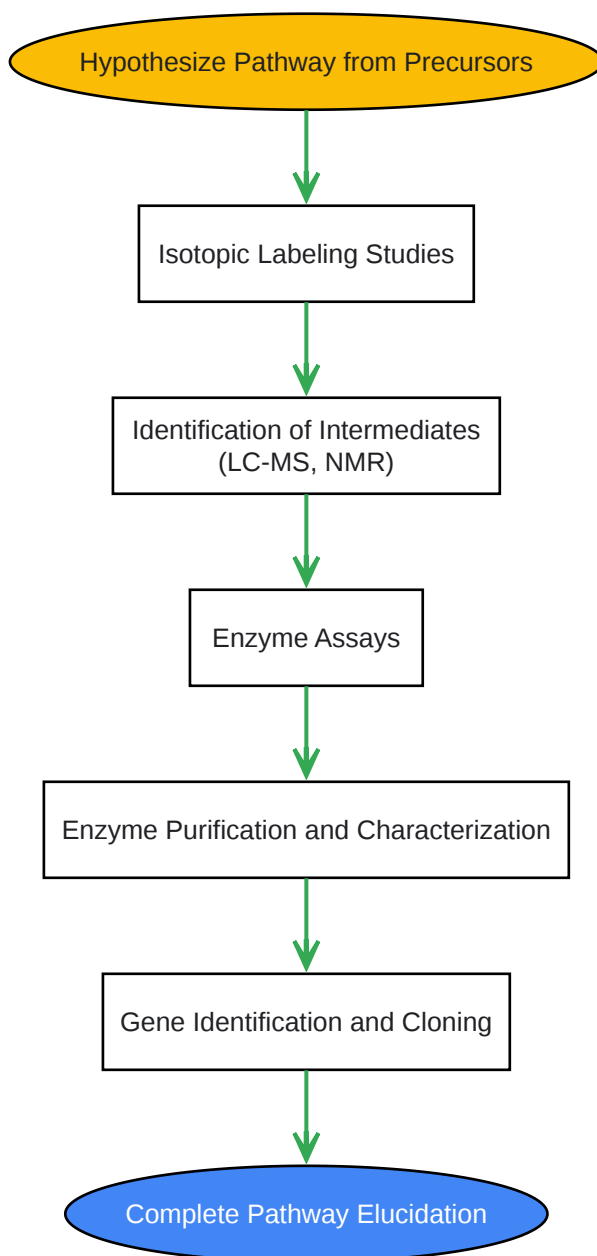 Hypothesize Pathway from Precursors
Isotopic Labeling Studies
Identification of Intermediates
(LC-MS, NMR)
Enzyme Assays
Enzyme Purification and Characterization
Gene Identification and Cloning
Complete Pathway Elucidation